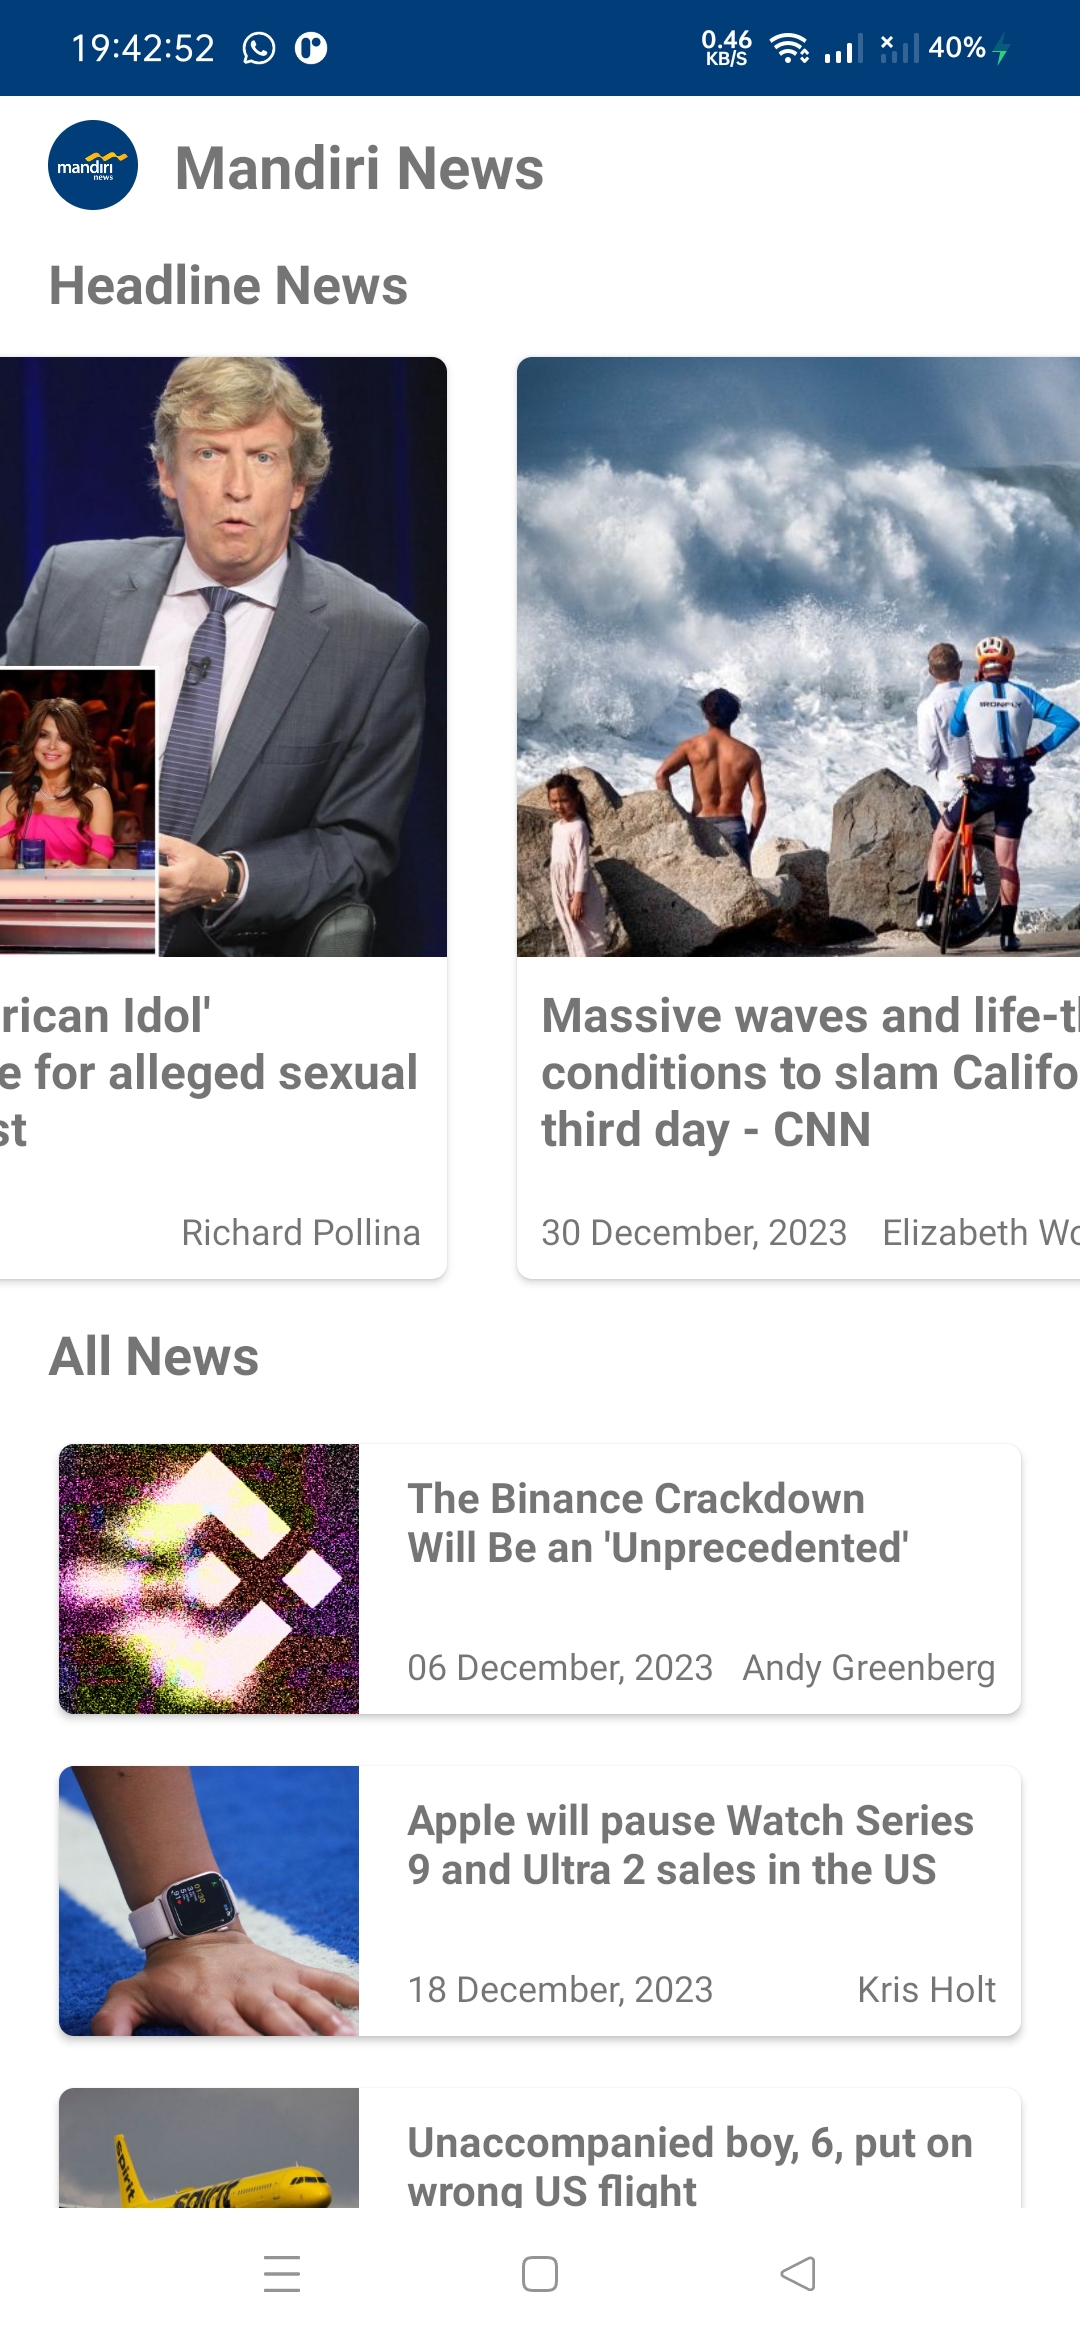 19:42:52
0.46
KB/S
40%
mandiri
news
Mandiri News
Headline News
IRONFLY
rican Idol'
e for alleged sexual
st
Richard Pollina
Massive waves and life-t
conditions to slam Califo
third day - CNN
30 December, 2023
Elizabeth Wo
All News
The Binance Crackdown
Will Be an 'Unprecedented'
06 December, 2023
Andy Greenberg
Apple will pause Watch Series
9 and Ultra 2 sales in the US
18 December, 2023
Kris Holt
spirit
SPIRIT
Unaccompanied boy, 6, put on
wrong US flight